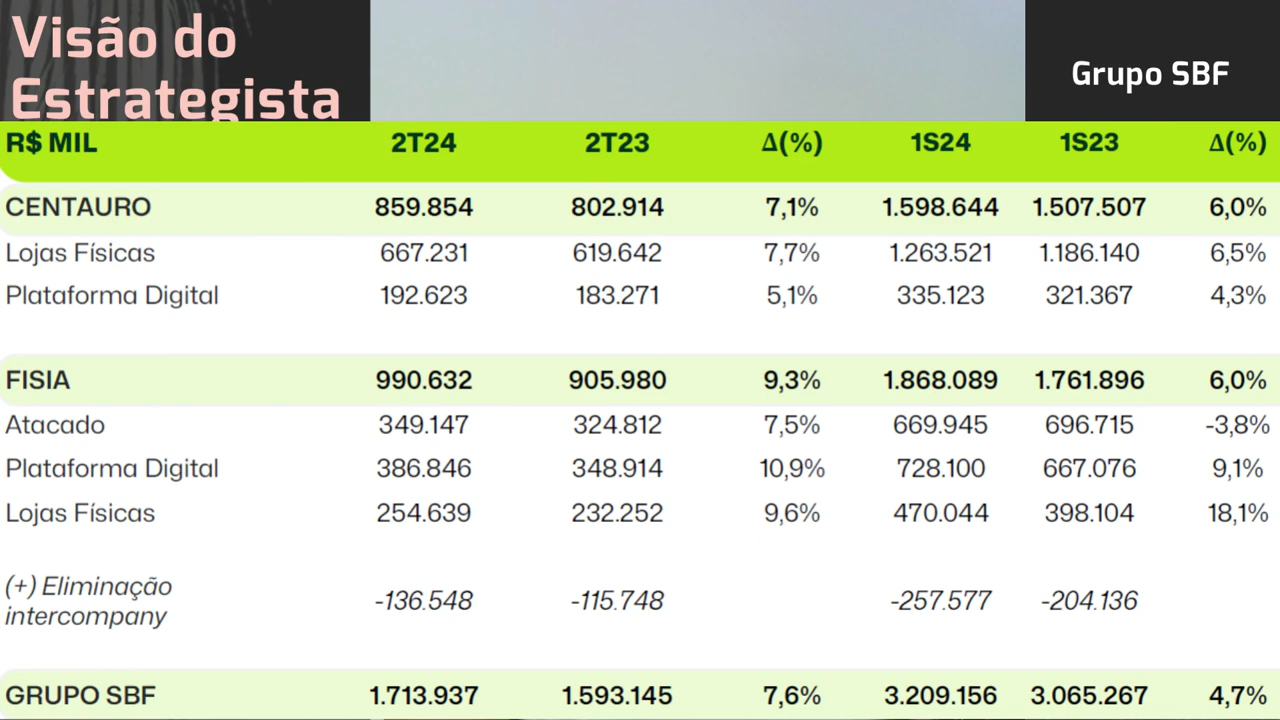 Visão do
Estrategista
Grupo SBF
R$ MIL 2T24 2T23 Δ(%) 1S24 1S23 Δ(%)
CENTAURO 859.854 802.914 7,1% 1.598.644 1.507.507 6,0%
Lojas Físicas 667.231 619.642 7,7% 1.263.521 1.186.140 6,5%
Plataforma Digital 192.623 183.271 5,1% 335.123 321.367 4,3%
FISIA 990.632 905.980 9,3% 1.868.089 1.761.896 6,0%
Atacado 349.147 324.812 7,5% 669.945 696.715 -3,8%
Plataforma Digital 386.846 348.914 10,9% 728.100 667.076 9,1%
Lojas Físicas 254.639 232.252 9,6% 470.044 398.104 18,1%
(+) Eliminação
intercompany -136.548 -115.748 -257.577 -204.136
GRUPO SBF 1.713.937 1.593.145 7,6% 3.209.156 3.065.267 4,7%